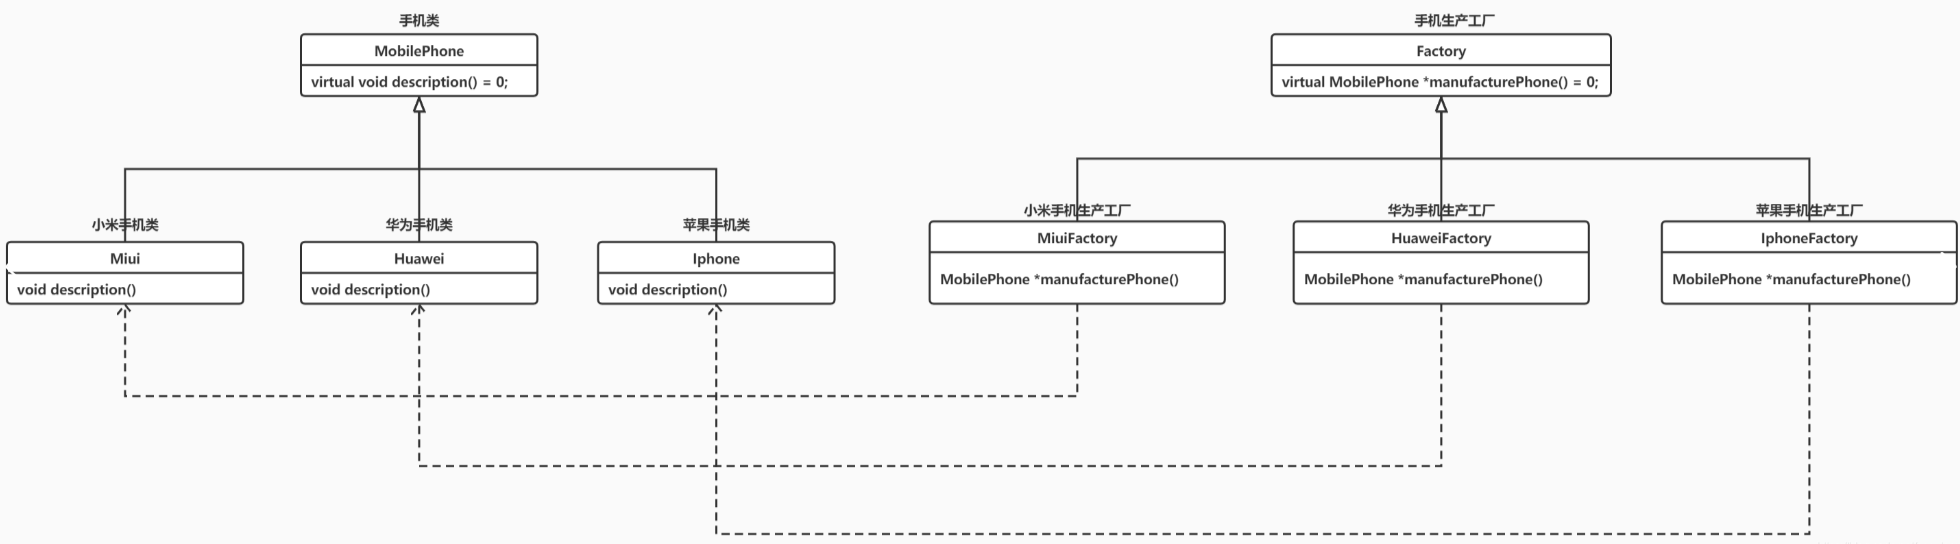 手机类
MobilePhone
virtual void description() = 0;
手机生产工厂
Factory
virtual MobilePhone *manufacturePhone() = 0;
小米手机类
Miui
void description()
华为手机类
Huawei
void description()
苹果手机类
Iphone
void description()
小米手机生产工厂
MiuiFactory
MobilePhone *manufacturePhone()
华为手机生产工厂
HuaweiFactory
MobilePhone *manufacturePhone()
苹果手机生产工厂
IphoneFactory
MobilePhone *manufacturePhone()